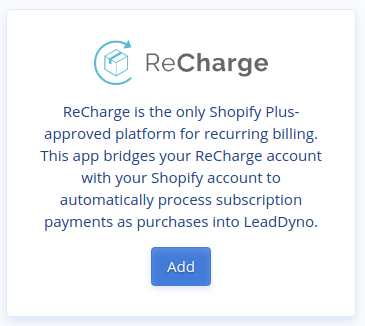 ReCharge
ReCharge is the only Shopify Plus-
approved platform for recurring billing.
This app bridges your ReCharge account
with your Shopify account to
automatically process subscription
payments as purchases into LeadDyno.
Add